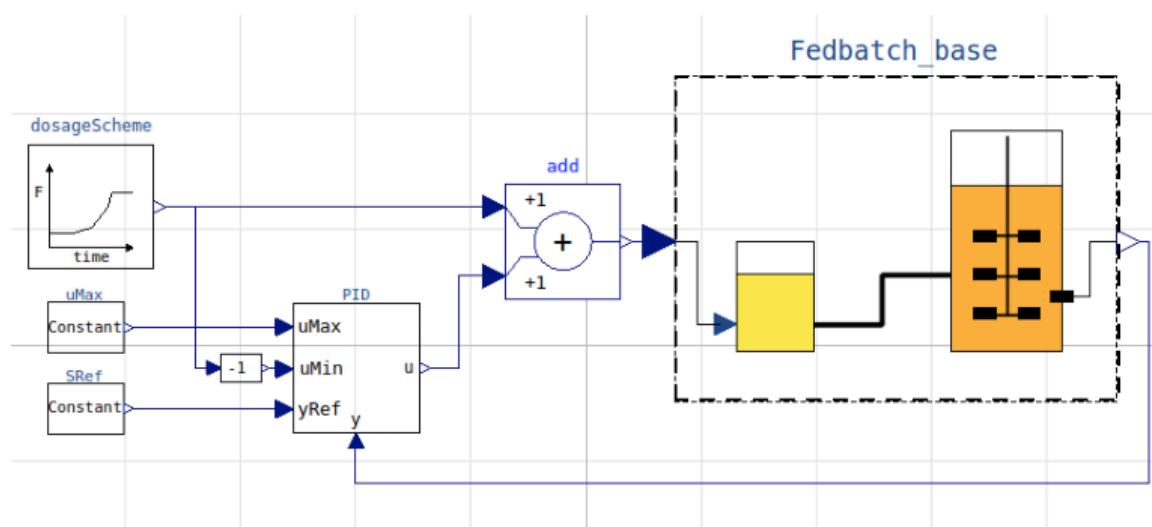 Fedbatch_base
dosageScheme
F
time
add
+1
+
+1
uMax
Constant
PID
uMax
-1
uMin
u
SRef
Constant
yRef
y